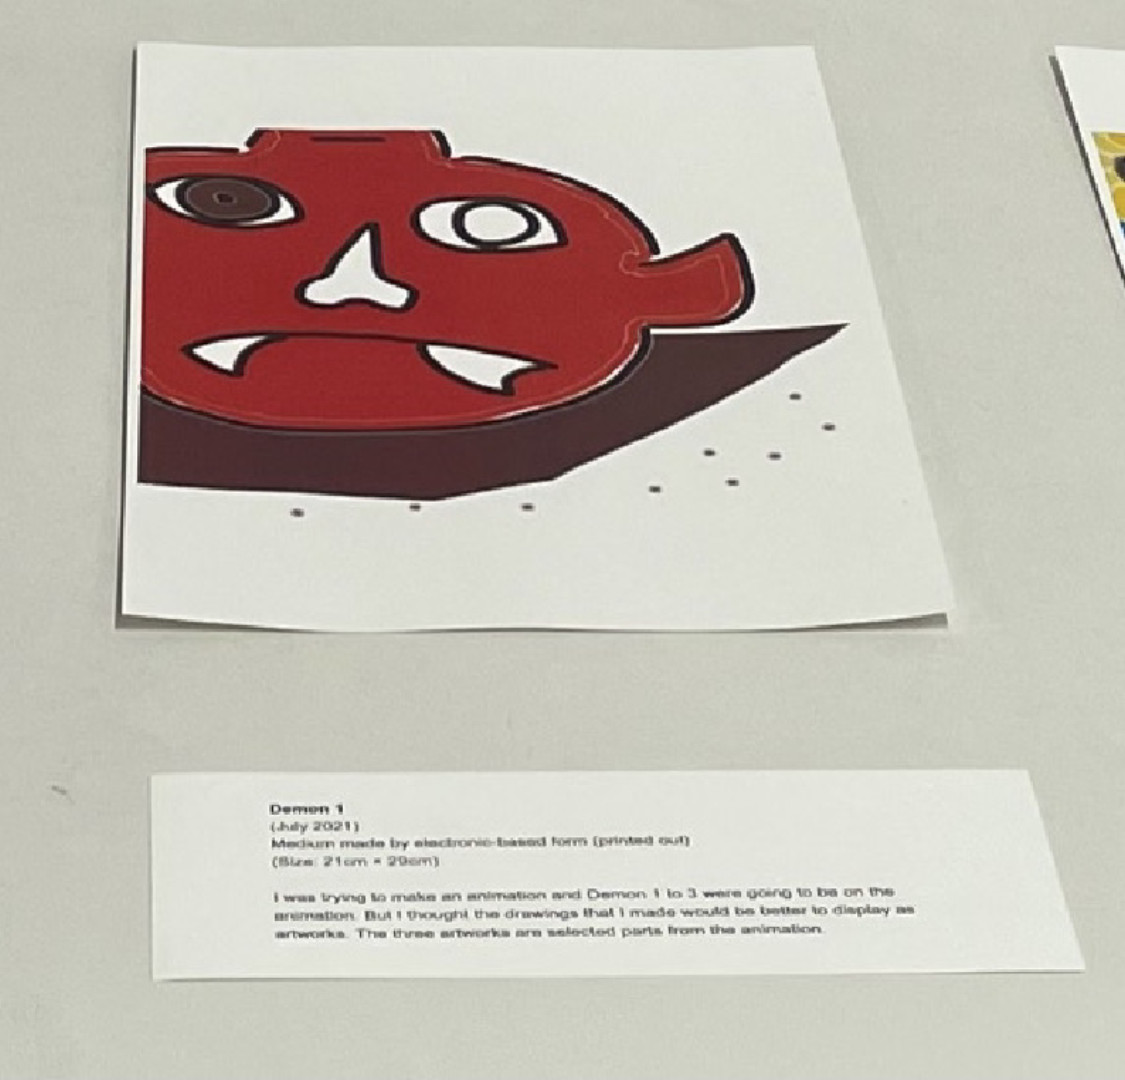 Demon 1
(July 2021)
Medium made by electronic-based form (printed out)
(Size: 21cm × 29cm)
I was trying to make an animation and Demon 1 to 3 were going to be on the
animation. But I thought the drawings that I made would be better to display as
artworks. The three artworks are selected parts from the animation.